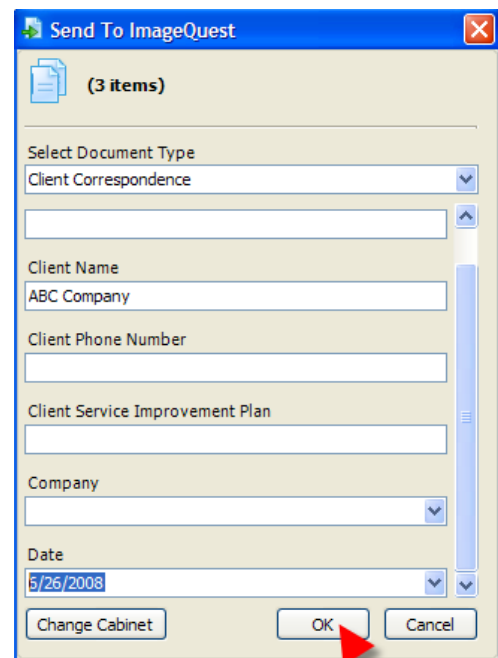 Send To ImageQuest
(3 items)
Select Document Type
Client Correspondence
Client Name
ABC Company
Client Phone Number
Client Service Improvement Plan
Company
Date
6/26/2008
Change Cabinet
OK
Cancel